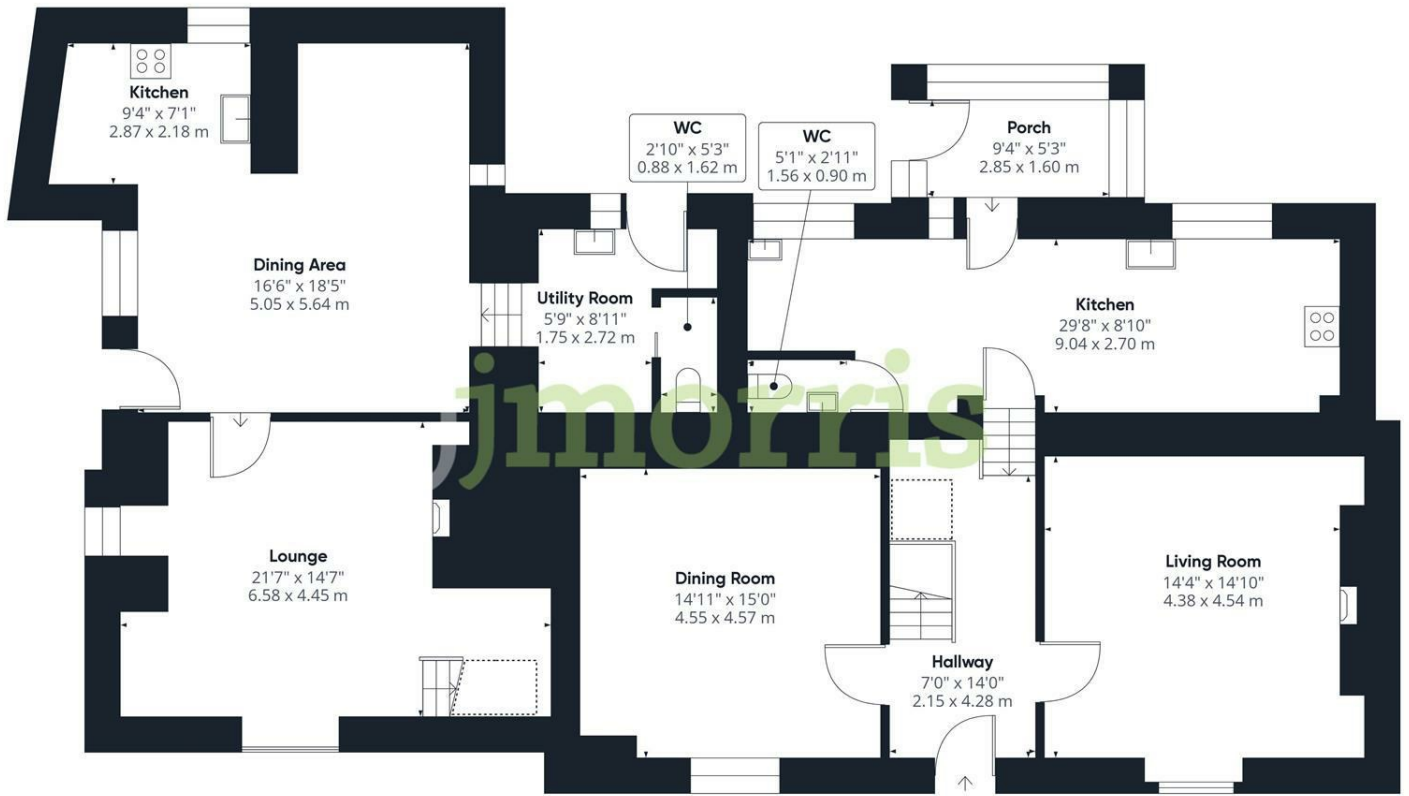 Kitchen
9'4" x 7'1"
2.87 x 2.18 m
WC
2'10" x 5'3"
0.88 x 1.62 m
WC
5'1" x 2'11"
1.56 x 0.90 m
Porch
9'4" x 5'3"
2.85 x 1.60 m
Dining Area
16'6" x 18'5"
5.05 x 5.64 m
Utility Room
5'9" x 8'11"
1.75 x 2.72 m
Kitchen
29'8" x 8'10"
9.04 x 2.70 m
jjmorris
Lounge
21'7" x 14'7"
6.58 x 4.45 m
Dining Room
14'11" x 15'0"
4.55 x 4.57 m
Living Room
14'4" x 14'10"
4.38 x 4.54 m
Hallway
7'0" x 14'0"
2.15 x 4.28 m